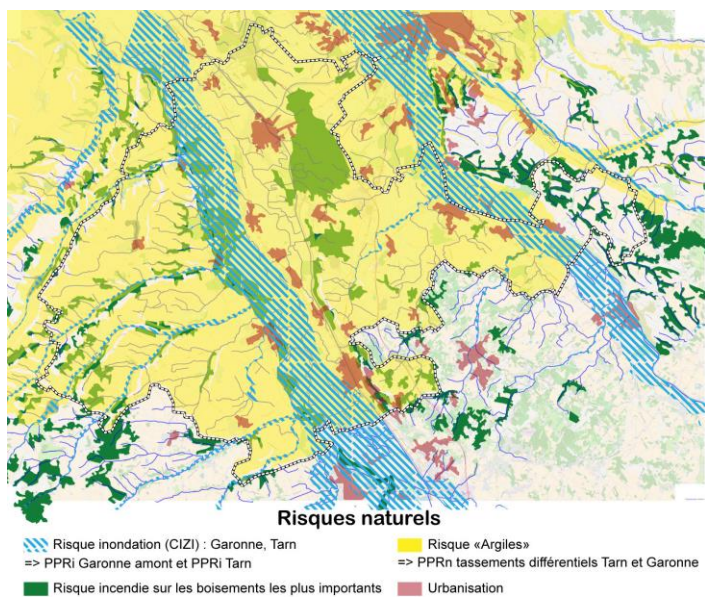 Risques naturels
Risque inondation (CIZI) : Garonne, Tarn
=> PPRi Garonne amont et PPRi Tarn
Risque incendie sur les boisements les plus importants
Risque «Argiles»
=> PPRn tassements différentiels Tarn et Garonne
Urbanisation